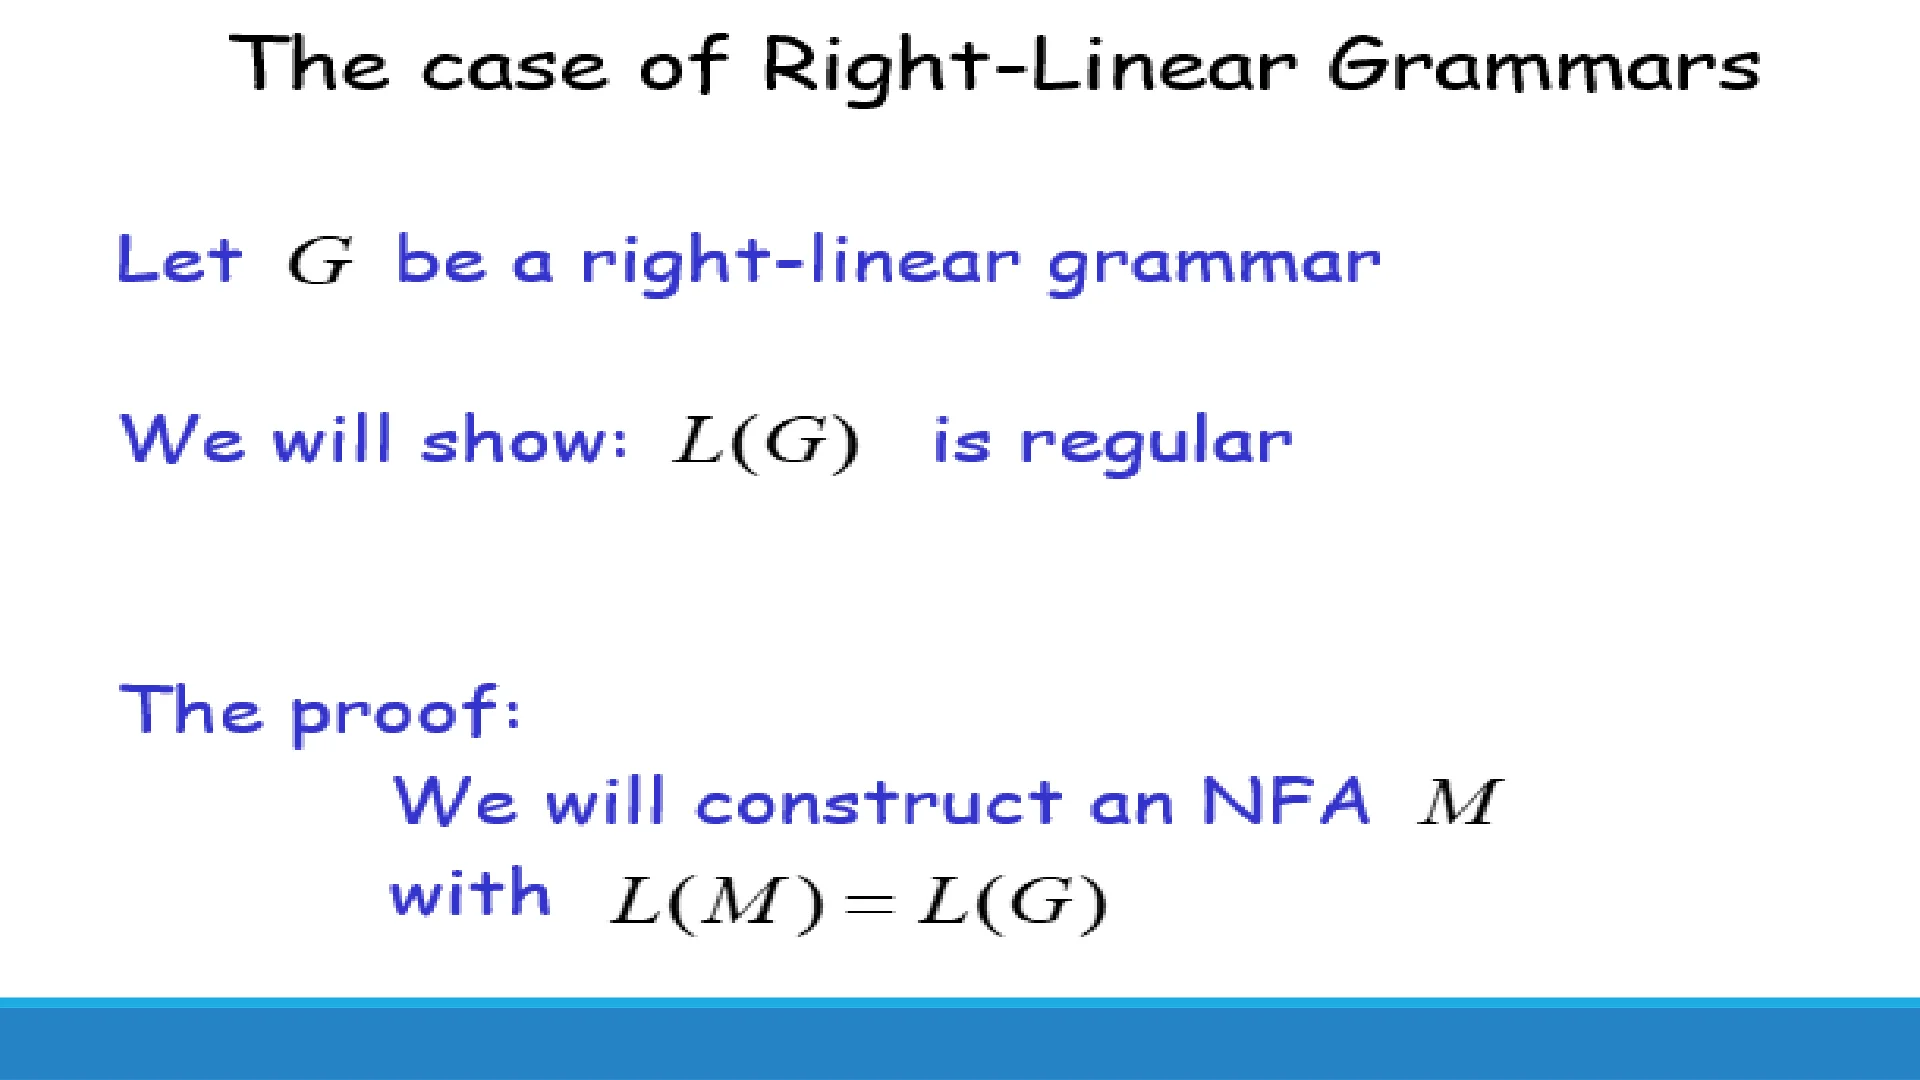 The case of Right-Linear Grammars
Let G be a right-linear grammar
We will show: L(G) is regular
The proof:
We will construct an NFA M
with L(M) = L(G)